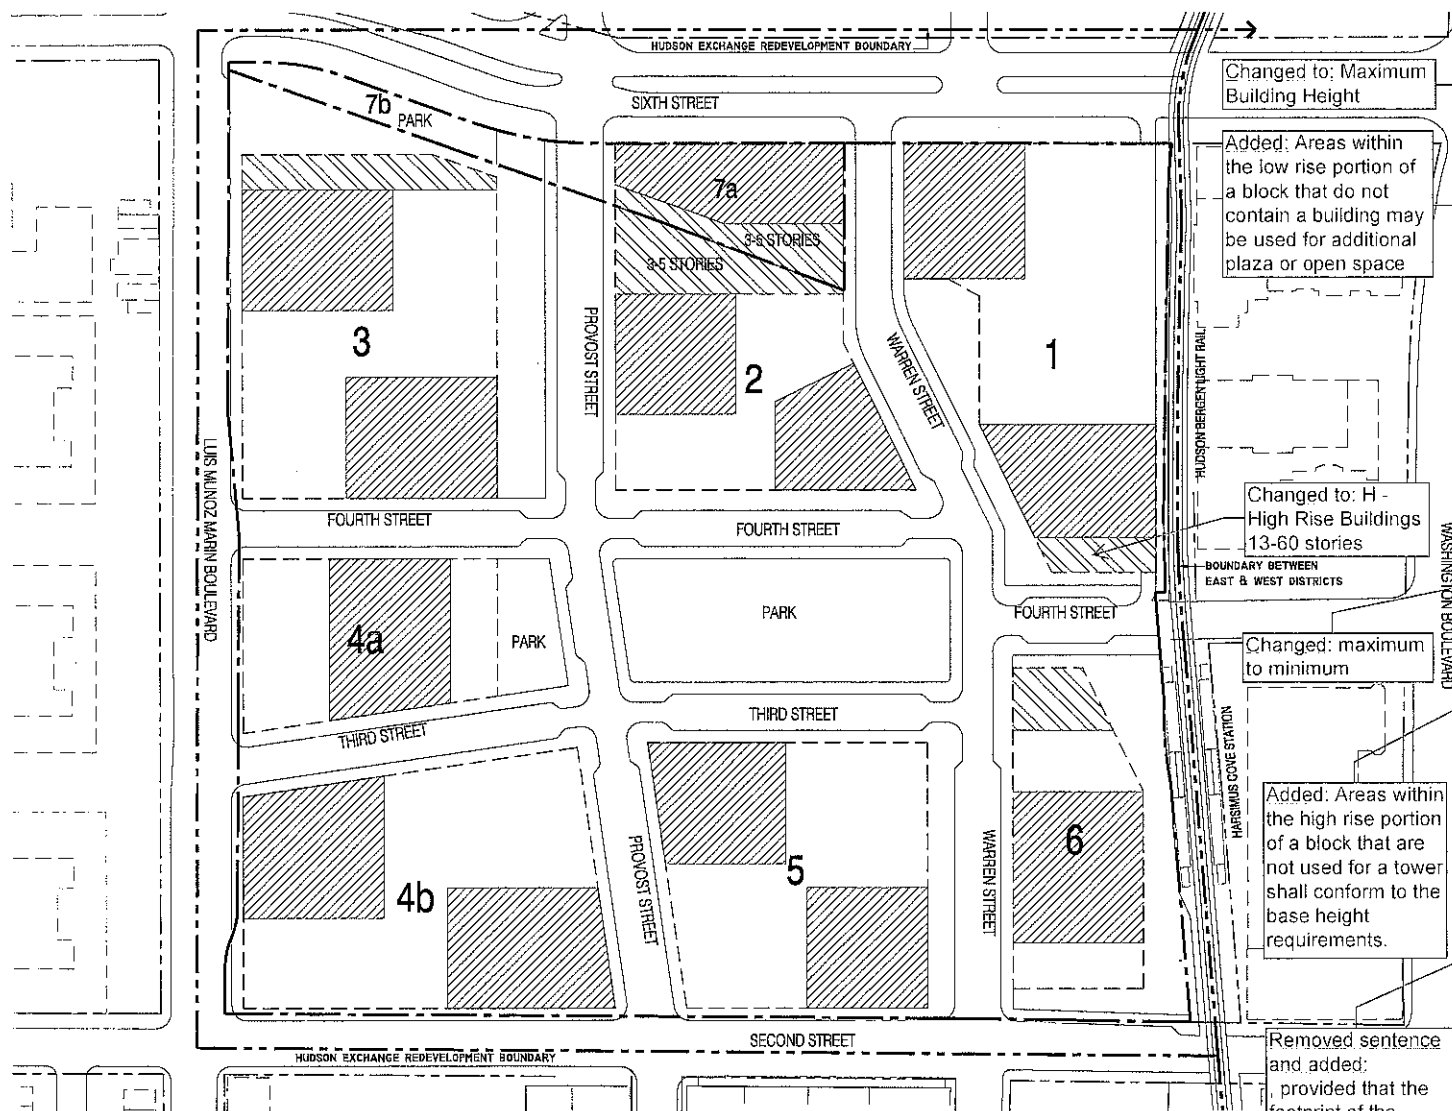 HUDSON EXCHANGE REDEVELOPMENT BOUNDARY
Changed to: Maximum
Building Height
SIXTH STREET
7b
PARK
Added: Areas within
the low rise portion of
a block that do not
contain a building may
be used for additional
plaza or open space
7a
3-5 STORIES
3-5 STORIES
3
PROVOST STREET
2
WARREN STREET
1
HUDSON BERGEN LIGHT RAIL
LUIS MUNOZ MARIN BOULEVARD
FOURTH STREET
FOURTH STREET
Changed to: H -
High Rise Buildings
13-60 stories
BOUNDARY BETWEEN
EAST & WEST DISTRICTS
WASHINGTON BOULEVARD
4a
PARK
PARK
FOURTH STREET
Changed: maximum
to minimum
THIRD STREET
THIRD STREET
HARSIMUS COVE STATION
Added: Areas within
the high rise portion
of a block that are
not used for a tower
shall conform to the
base height
requirements.
4b
PROVOST STREET
5
WARREN STREET
6
SECOND STREET
HUDSON EXCHANGE REDEVELOPMENT BOUNDARY
Removed sentence
and added:
, provided that the
footprint of the